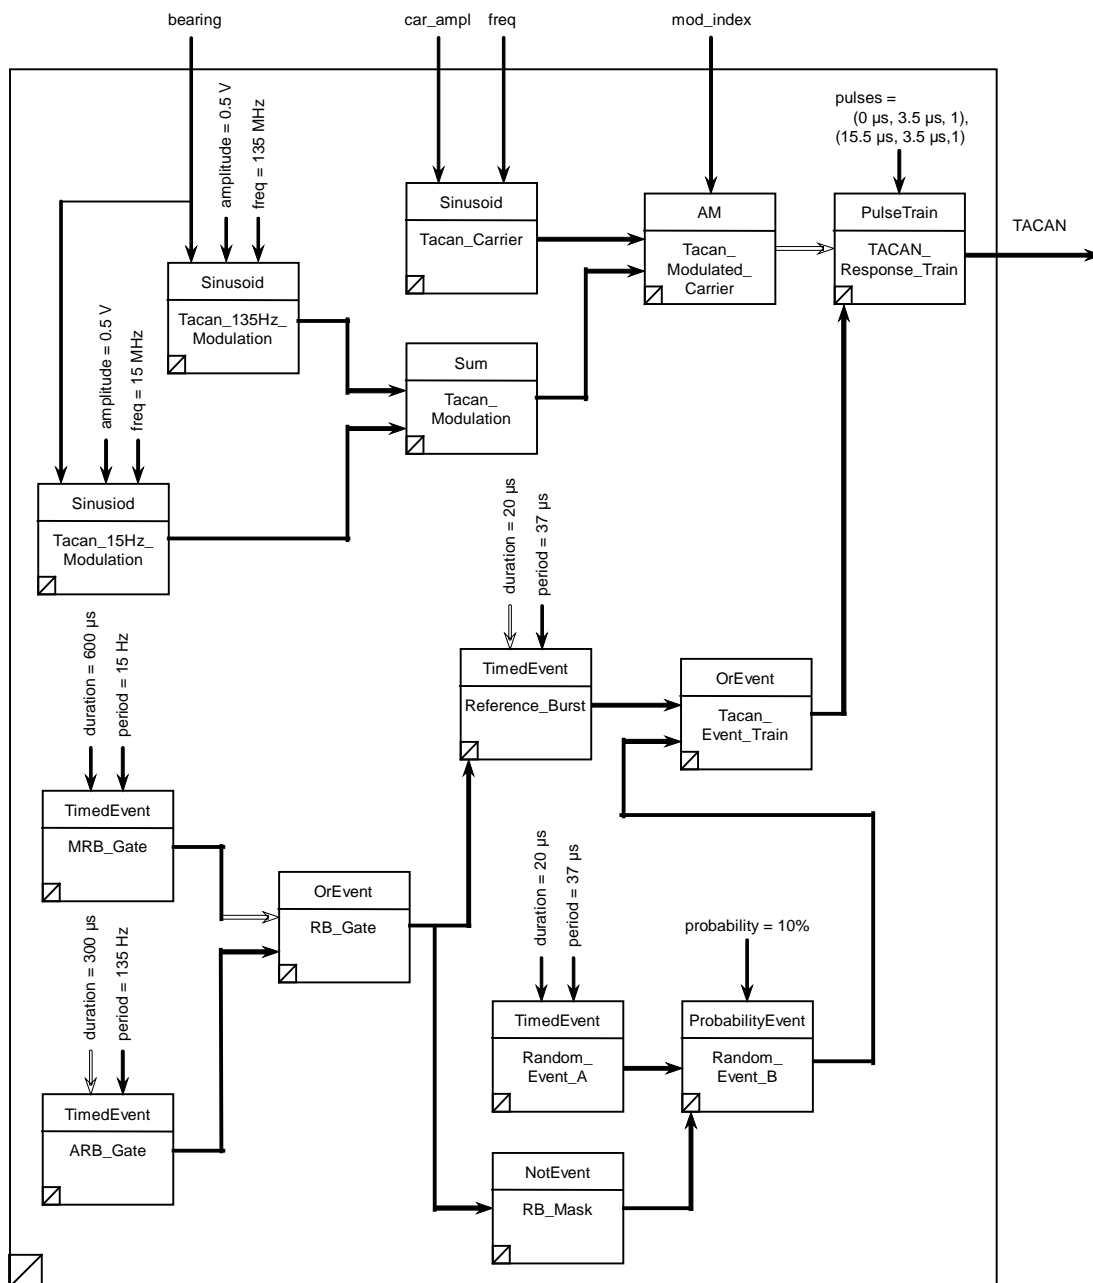 bearing
car_ampl
freq
mod_index
amplitude = 0.5 V
freq = 135 MHz
pulses =
(0 µs, 3.5 µs, 1),
(15.5 µs, 3.5 µs,1)
Sinusoid
Tacan_Carrier
AM
Tacan_
Modulated_
Carrier
PulseTrain
TACAN_
Response_Train
TACAN
Sinusoid
Tacan_135Hz_
Modulation
amplitude = 0.5 V
freq = 15 MHz
Sum
Tacan_
Modulation
Sinusiod
Tacan_15Hz_
Modulation
duration = 20 µs
period = 37 µs
TimedEvent
Reference_Burst
OrEvent
Tacan_
Event_Train
duration = 600 µs
period = 15 Hz
TimedEvent
MRB_Gate
OrEvent
RB_Gate
duration = 20 µs
period = 37 µs
probability = 10%
duration = 300 µs
period = 135 Hz
TimedEvent
Random_
Event_A
ProbabilityEvent
Random_
Event_B
TimedEvent
ARB_Gate
NotEvent
RB_Mask